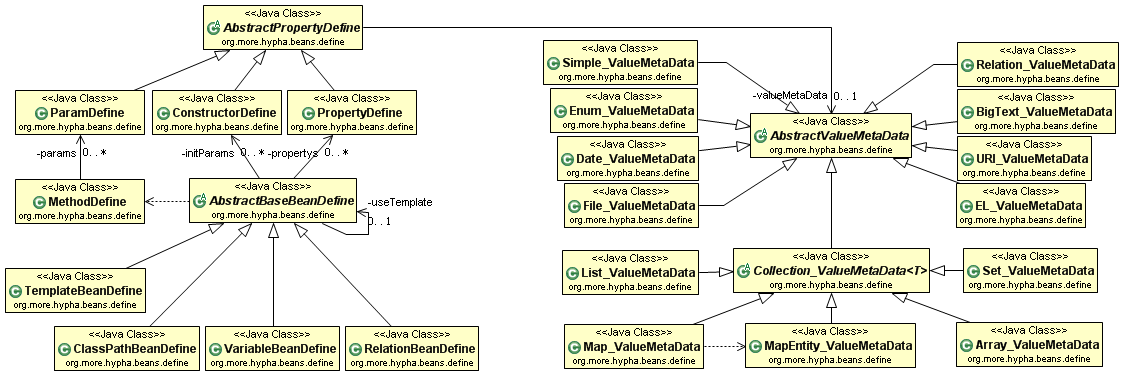 <<Java Class>>
AbstractPropertyDefine
org.more.hypha.beans.define
<<Java Class>>
ParamDefine
org.more.hypha.beans.define
<<Java Class>>
ConstructorDefine
org.more.hypha.beans.define
<<Java Class>>
PropertyDefine
org.more.hypha.beans.define
-params 0..*
-initParams 0..*
-propertys 0..*
<<Java Class>>
MethodDefine
org.more.hypha.beans.define
<<Java Class>>
AbstractBaseBeanDefine
org.more.hypha.beans.define
-useTemplate
0..1
<<Java Class>>
TemplateBeanDefine
org.more.hypha.beans.define
<<Java Class>>
ClassPathBeanDefine
org.more.hypha.beans.define
<<Java Class>>
VariableBeanDefine
org.more.hypha.beans.define
<<Java Class>>
RelationBeanDefine
org.more.hypha.beans.define
<<Java Class>>
Simple_ValueMetaData
org.more.hypha.beans.define
<<Java Class>>
Relation_ValueMetaData
org.more.hypha.beans.define
-valueMetaData 0..1
<<Java Class>>
Enum_ValueMetaData
org.more.hypha.beans.define
<<Java Class>>
BigText_ValueMetaData
org.more.hypha.beans.define
<<Java Class>>
AbstractValueMetaData
org.more.hypha.beans.define
<<Java Class>>
Date_ValueMetaData
org.more.hypha.beans.define
<<Java Class>>
URI_ValueMetaData
org.more.hypha.beans.define
<<Java Class>>
File_ValueMetaData
org.more.hypha.beans.define
<<Java Class>>
EL_ValueMetaData
org.more.hypha.beans.define
<<Java Class>>
List_ValueMetaData
org.more.hypha.beans.define
<<Java Class>>
Collection_ValueMetaData<T>
org.more.hypha.beans.define
<<Java Class>>
Set_ValueMetaData
org.more.hypha.beans.define
<<Java Class>>
Map_ValueMetaData
org.more.hypha.beans.define
<<Java Class>>
MapEntity_ValueMetaData
org.more.hypha.beans.define
<<Java Class>>
Array_ValueMetaData
org.more.hypha.beans.define